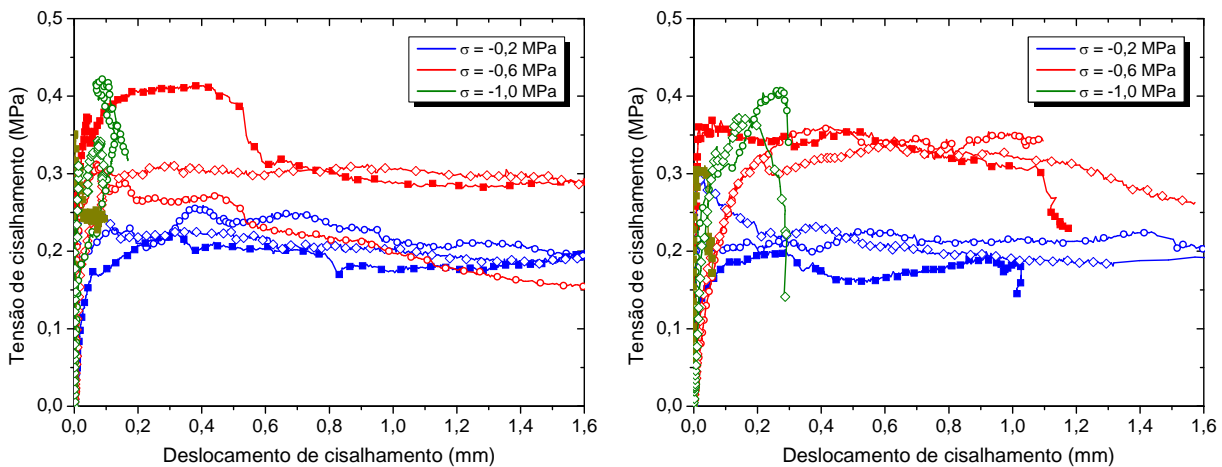 0,5
0,4
0,3
0,2
0,1
0,0
Tensão de cisalhamento (MPa)
σ = -0,2 MPa
σ = -0,6 MPa
σ = -1,0 MPa
0,0 0,2 0,4 0,6 0,8 1,0 1,2 1,4 1,6
Deslocamento de cisalhamento (mm)
0,5
0,4
0,3
0,2
0,1
0,0
Tensão de cisalhamento (MPa)
σ = -0,2 MPa
σ = -0,6 MPa
σ = -1,0 MPa
0,0 0,2 0,4 0,6 0,8 1,0 1,2 1,4 1,6
Deslocamento de cisalhamento (mm)